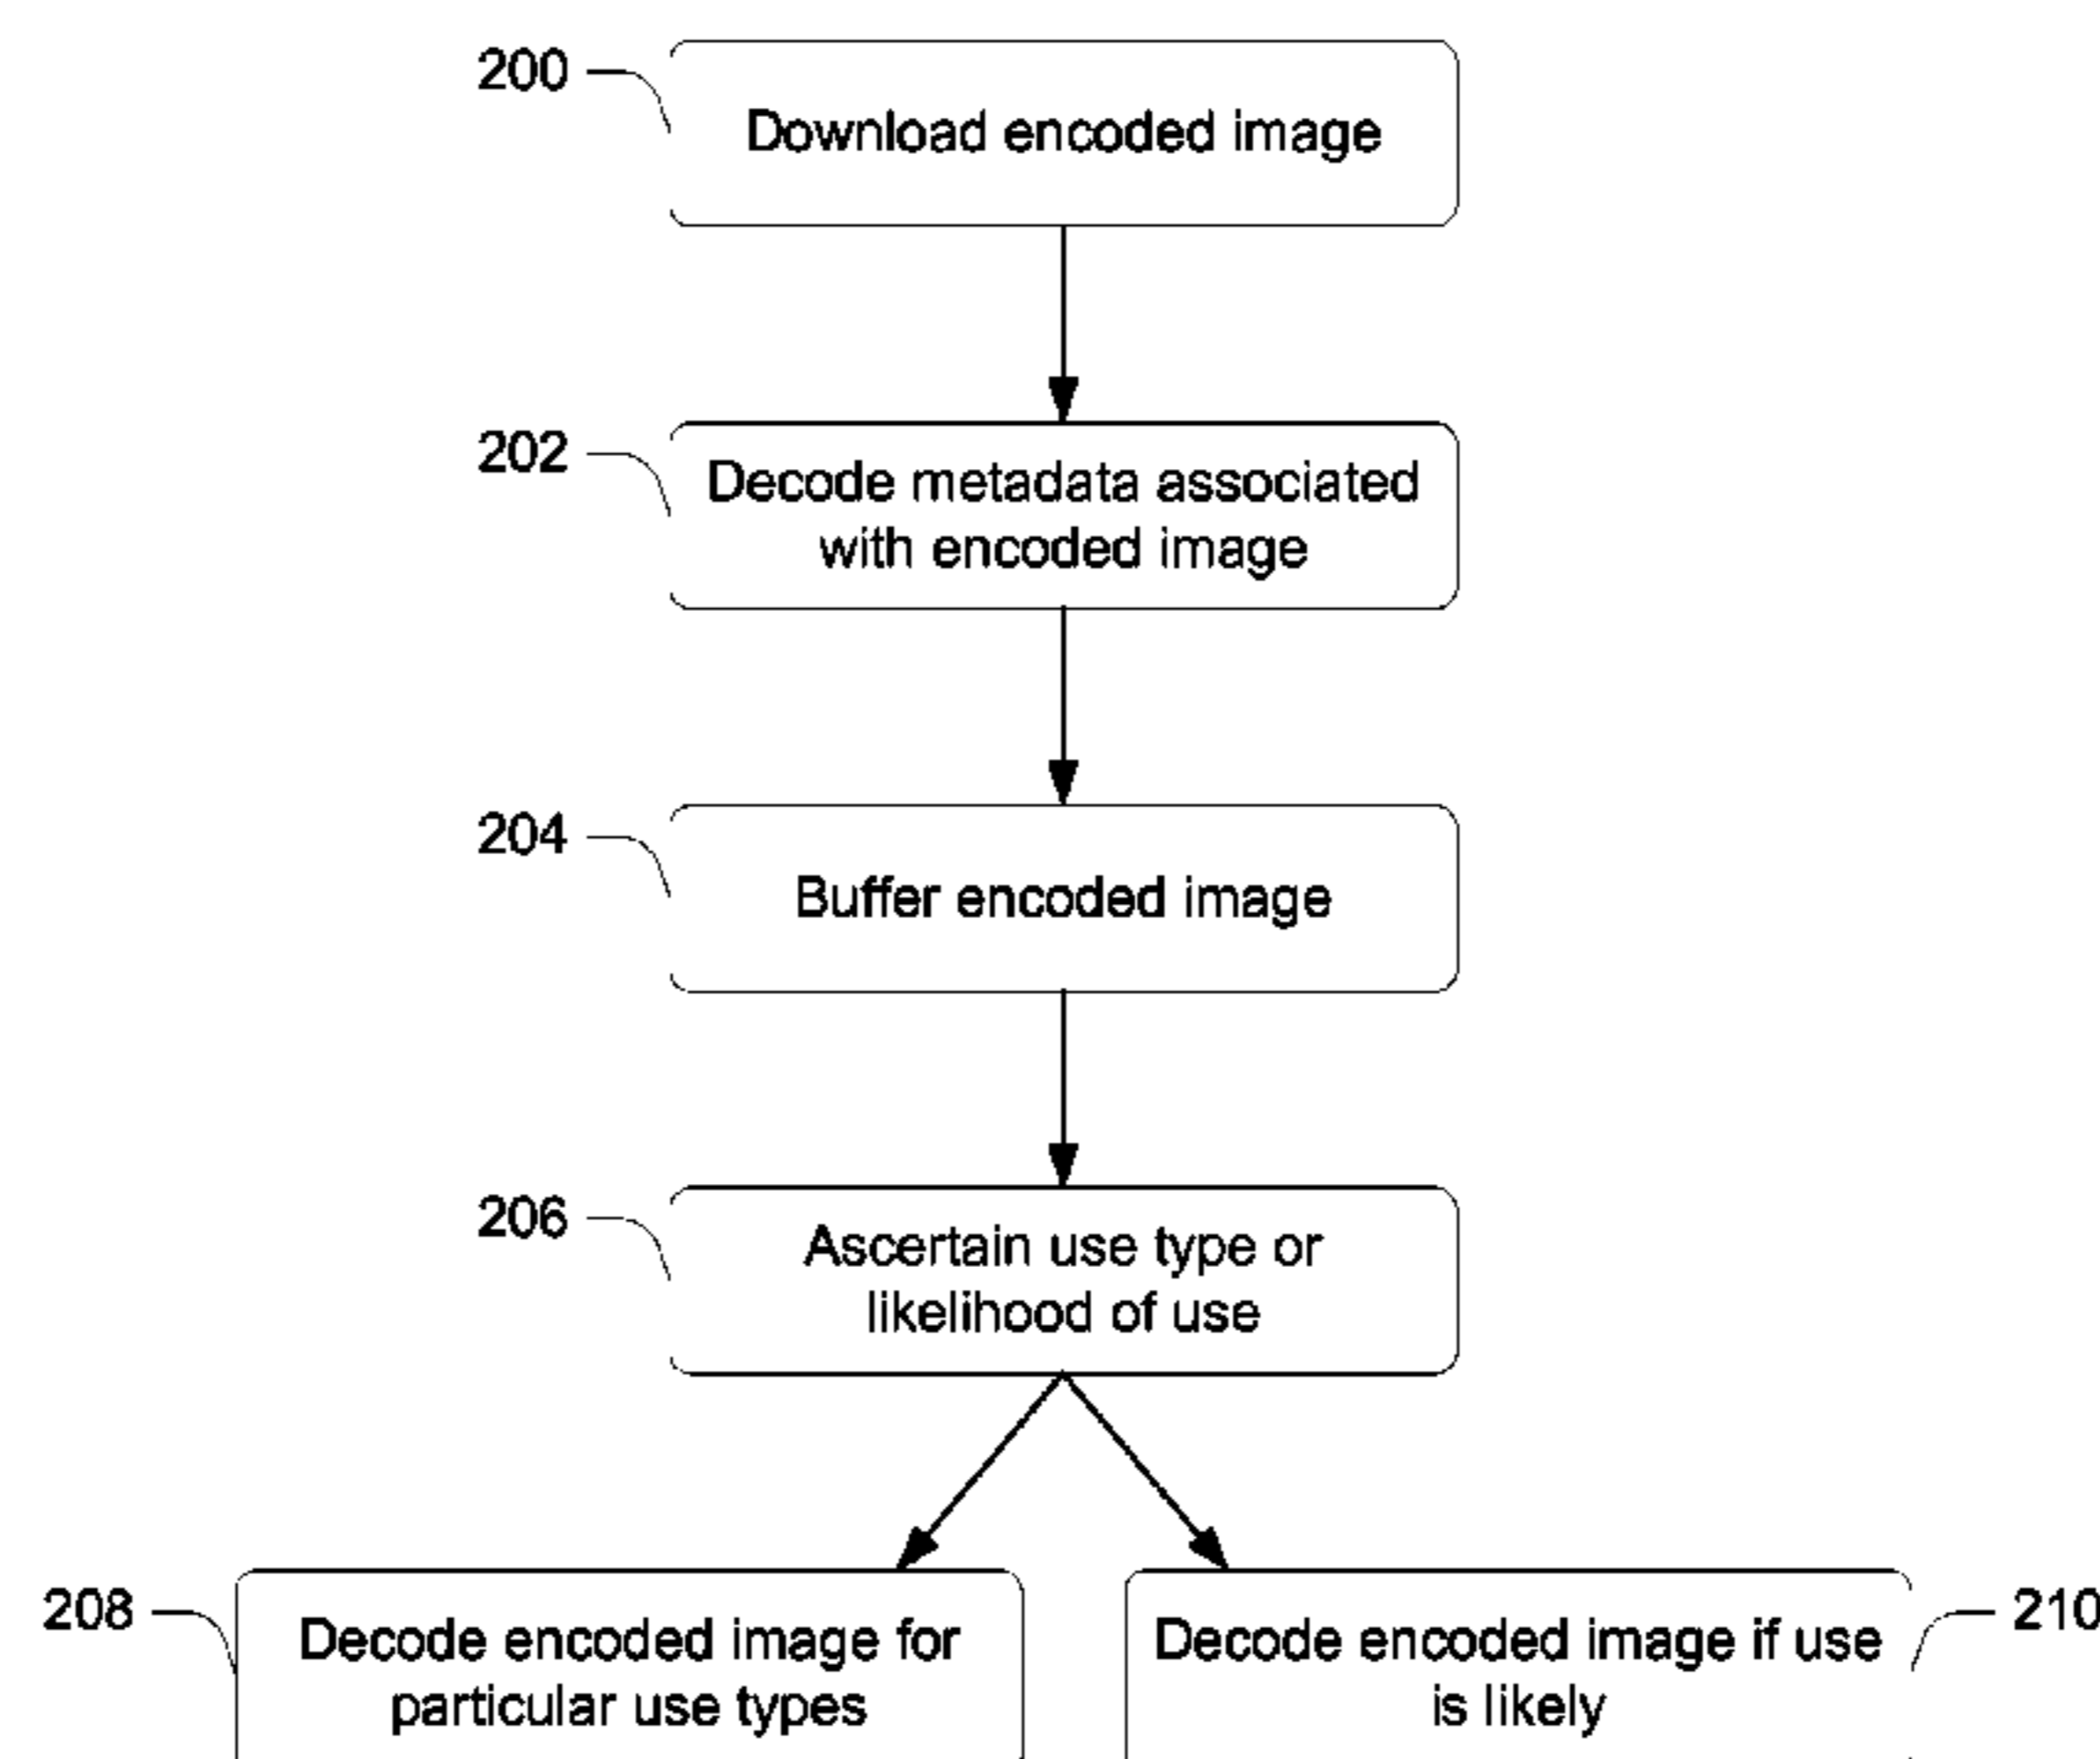 200
Download encoded image
202
Decode metadata associated
with encoded image
204
Buffer encoded image
206
Ascertain use type or
likelihood of use
208
Decode encoded image for
particular use types
Decode encoded image if use
is likely
210